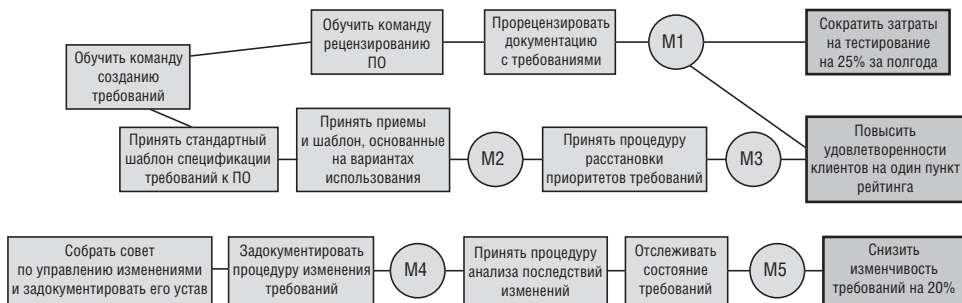 Обучить команду
созданию
требований
Обучить команду
рецензированию
ПО
Прорецензировать
документацию
с требованиями
М1
Сократить затраты
на тестирование
на 25% за полгода
Принять стандартный
шаблон спецификации
требований к ПО
Принять приемы
и шаблон, основанные
на вариантах
использования
М2
Принять процедуру
расстановки
приоритетов требований
М3
Повысить
удовлетворенности
клиентов на один пункт
рейтинга
Собрать совет
по управлению изменениями
и задокументировать его устав
Задокументировать
процедуру изменения
требований
М4
Принять процедуру
анализа последствий
изменений
Отслеживать
состояние
требований
М5
Снизить
изменчивость
требований на 20%